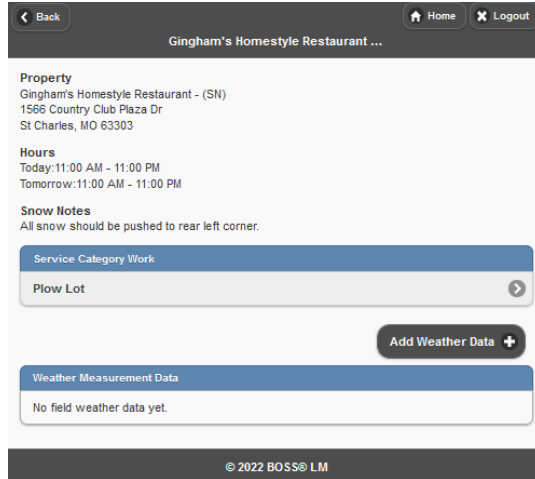 Back
Home
Logout
Gingham's Homestyle Restaurant ...
Property
Gingham's Homestyle Restaurant - (SN)
1566 Country Club Plaza Dr
St Charles, MO 63303
Hours
Today:11:00 AM - 11:00 PM
Tomorrow:11:00 AM - 11:00 PM
Snow Notes
All snow should be pushed to rear left corner.
Service Category Work
Plow Lot
Add Weather Data
Weather Measurement Data
No field weather data yet.
© 2022 BOSS® LM